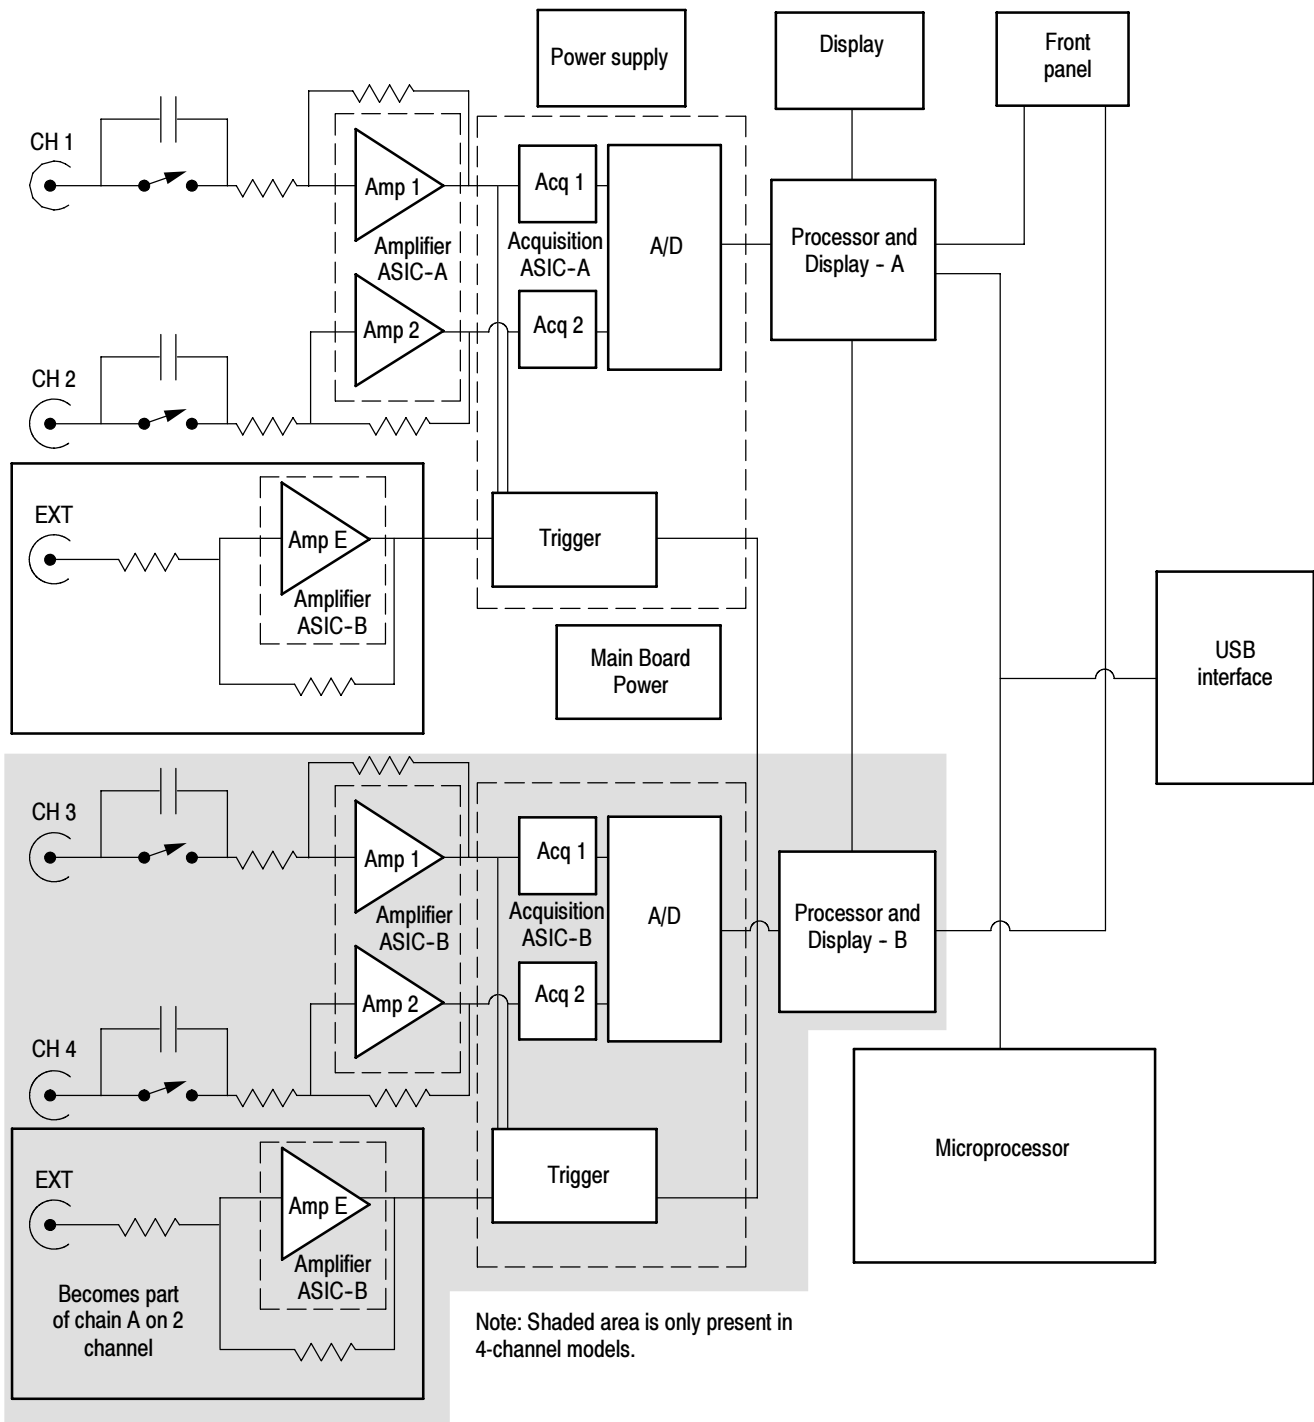 Power supply
Display
Front
panel
CH 1
Amp 1
Acq 1
Amplifier
ASIC-A
Acquisition
ASIC-A
A/D
Processor and
Display - A
Amp 2
Acq 2
CH 2
EXT
Amp E
Amplifier
ASIC-B
Trigger
Main Board
Power
USB
interface
CH 3
Amp 1
Acq 1
Amplifier
ASIC-B
Acquisition
ASIC-B
A/D
Processor and
Display - B
Amp 2
Acq 2
CH 4
Microprocessor
EXT
Amp E
Amplifier
ASIC-B
Trigger
Becomes part
of chain A on 2
channel
Note: Shaded area is only present in
4-channel models.